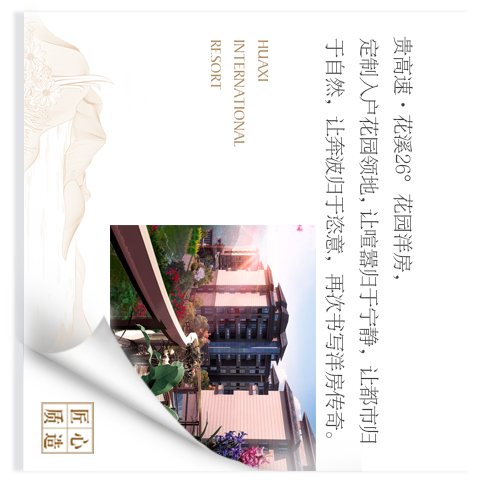 贵高速·花溪26° 花园洋房，
定制入户花园领地，让喧嚣归于宁静，让都市归
于自然，让奔波归于恣意，再次书写洋房传奇。
HUAXI
INTERNATIONAL
RESORT
匠心
质造